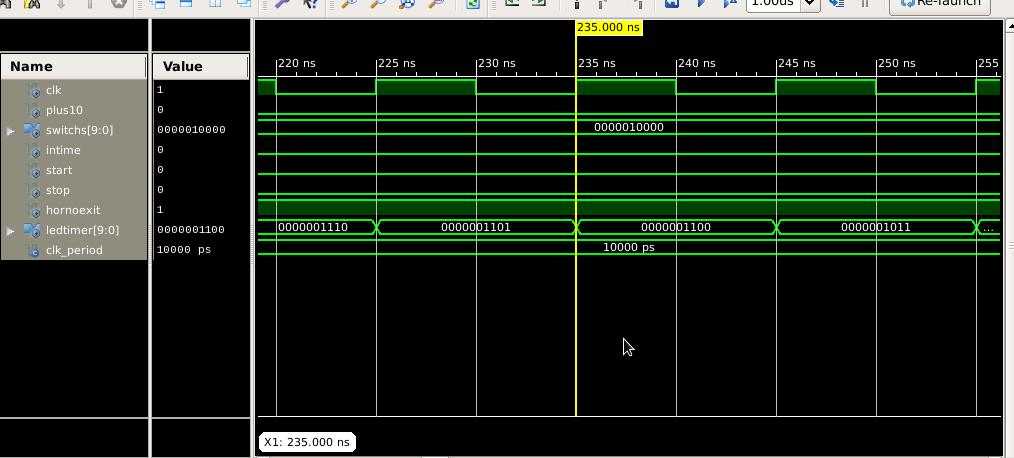 1.00us
Re-launch
235.000 ns
Name Value
220 ns 225 ns 230 ns 235 ns 240 ns 245 ns 250 ns 255
clk 1
plus10 0
switchs[9:0] 0000010000 0000010000
intime 0
start 0
stop 0
hornoexit 1
ledtimer[9:0] 0000001100 0000001110 0000001101 0000001100 0000001011 ...
clk_period 10000 ps 10000 ps
X1: 235.000 ns